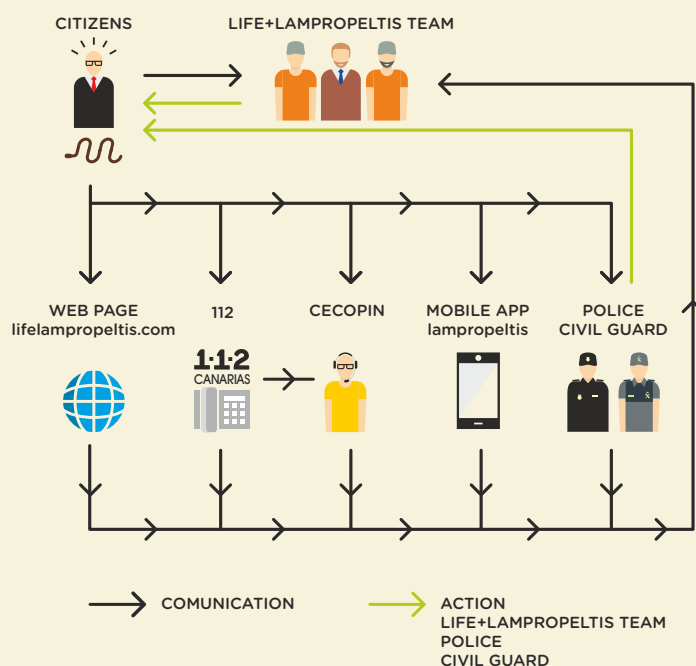 CITIZENS
LIFE+LAMPROPELTIS TEAM
WEB PAGE
lifelampropeltis.com
112
CECOPIN
MOBILE APP
lampropeltis
POLICE
CIVIL GUARD
1·1·2
CANARIAS
COMUNICATION
ACTION
LIFE+LAMPROPELTIS TEAM
POLICE
CIVIL GUARD